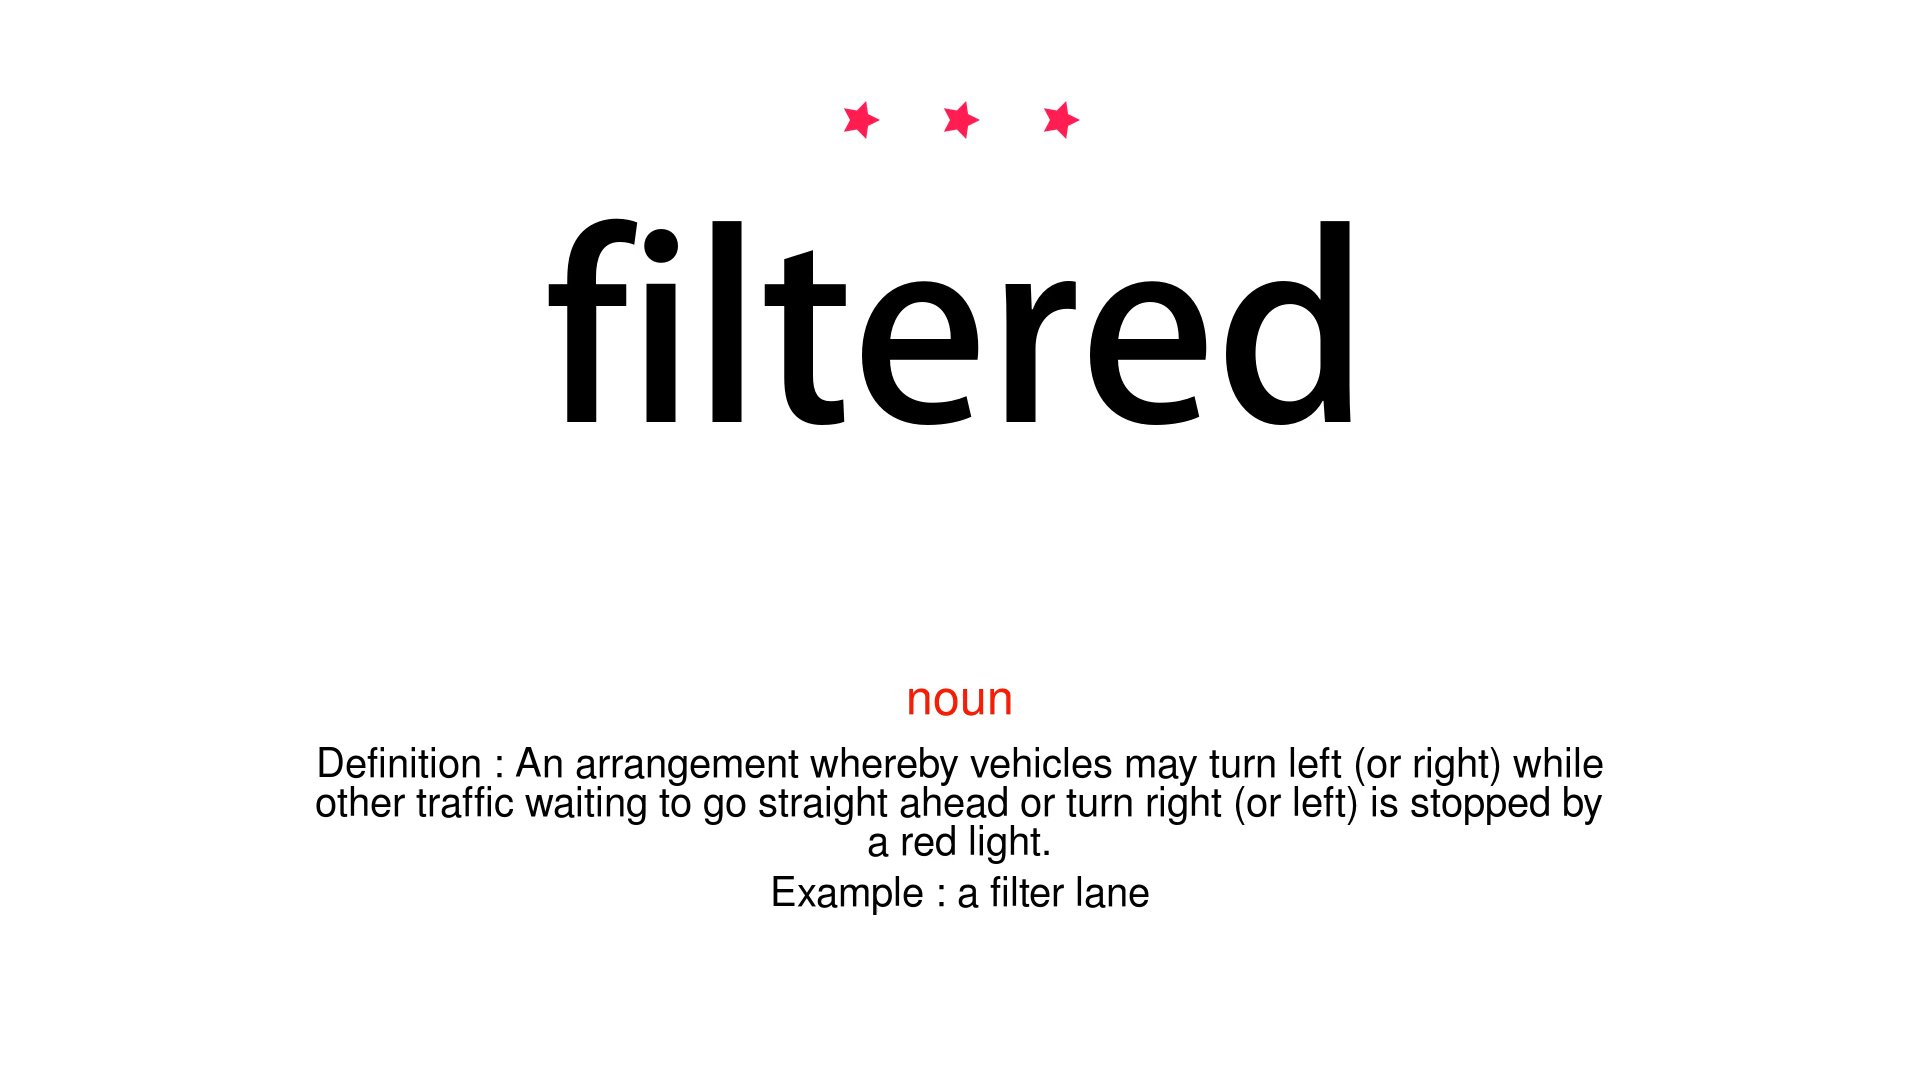 filtered
noun
Definition : An arrangement whereby vehicles may turn left (or right) while
other traffic waiting to go straight ahead or turn right (or left) is stopped by
a red light.
Example : a filter lane